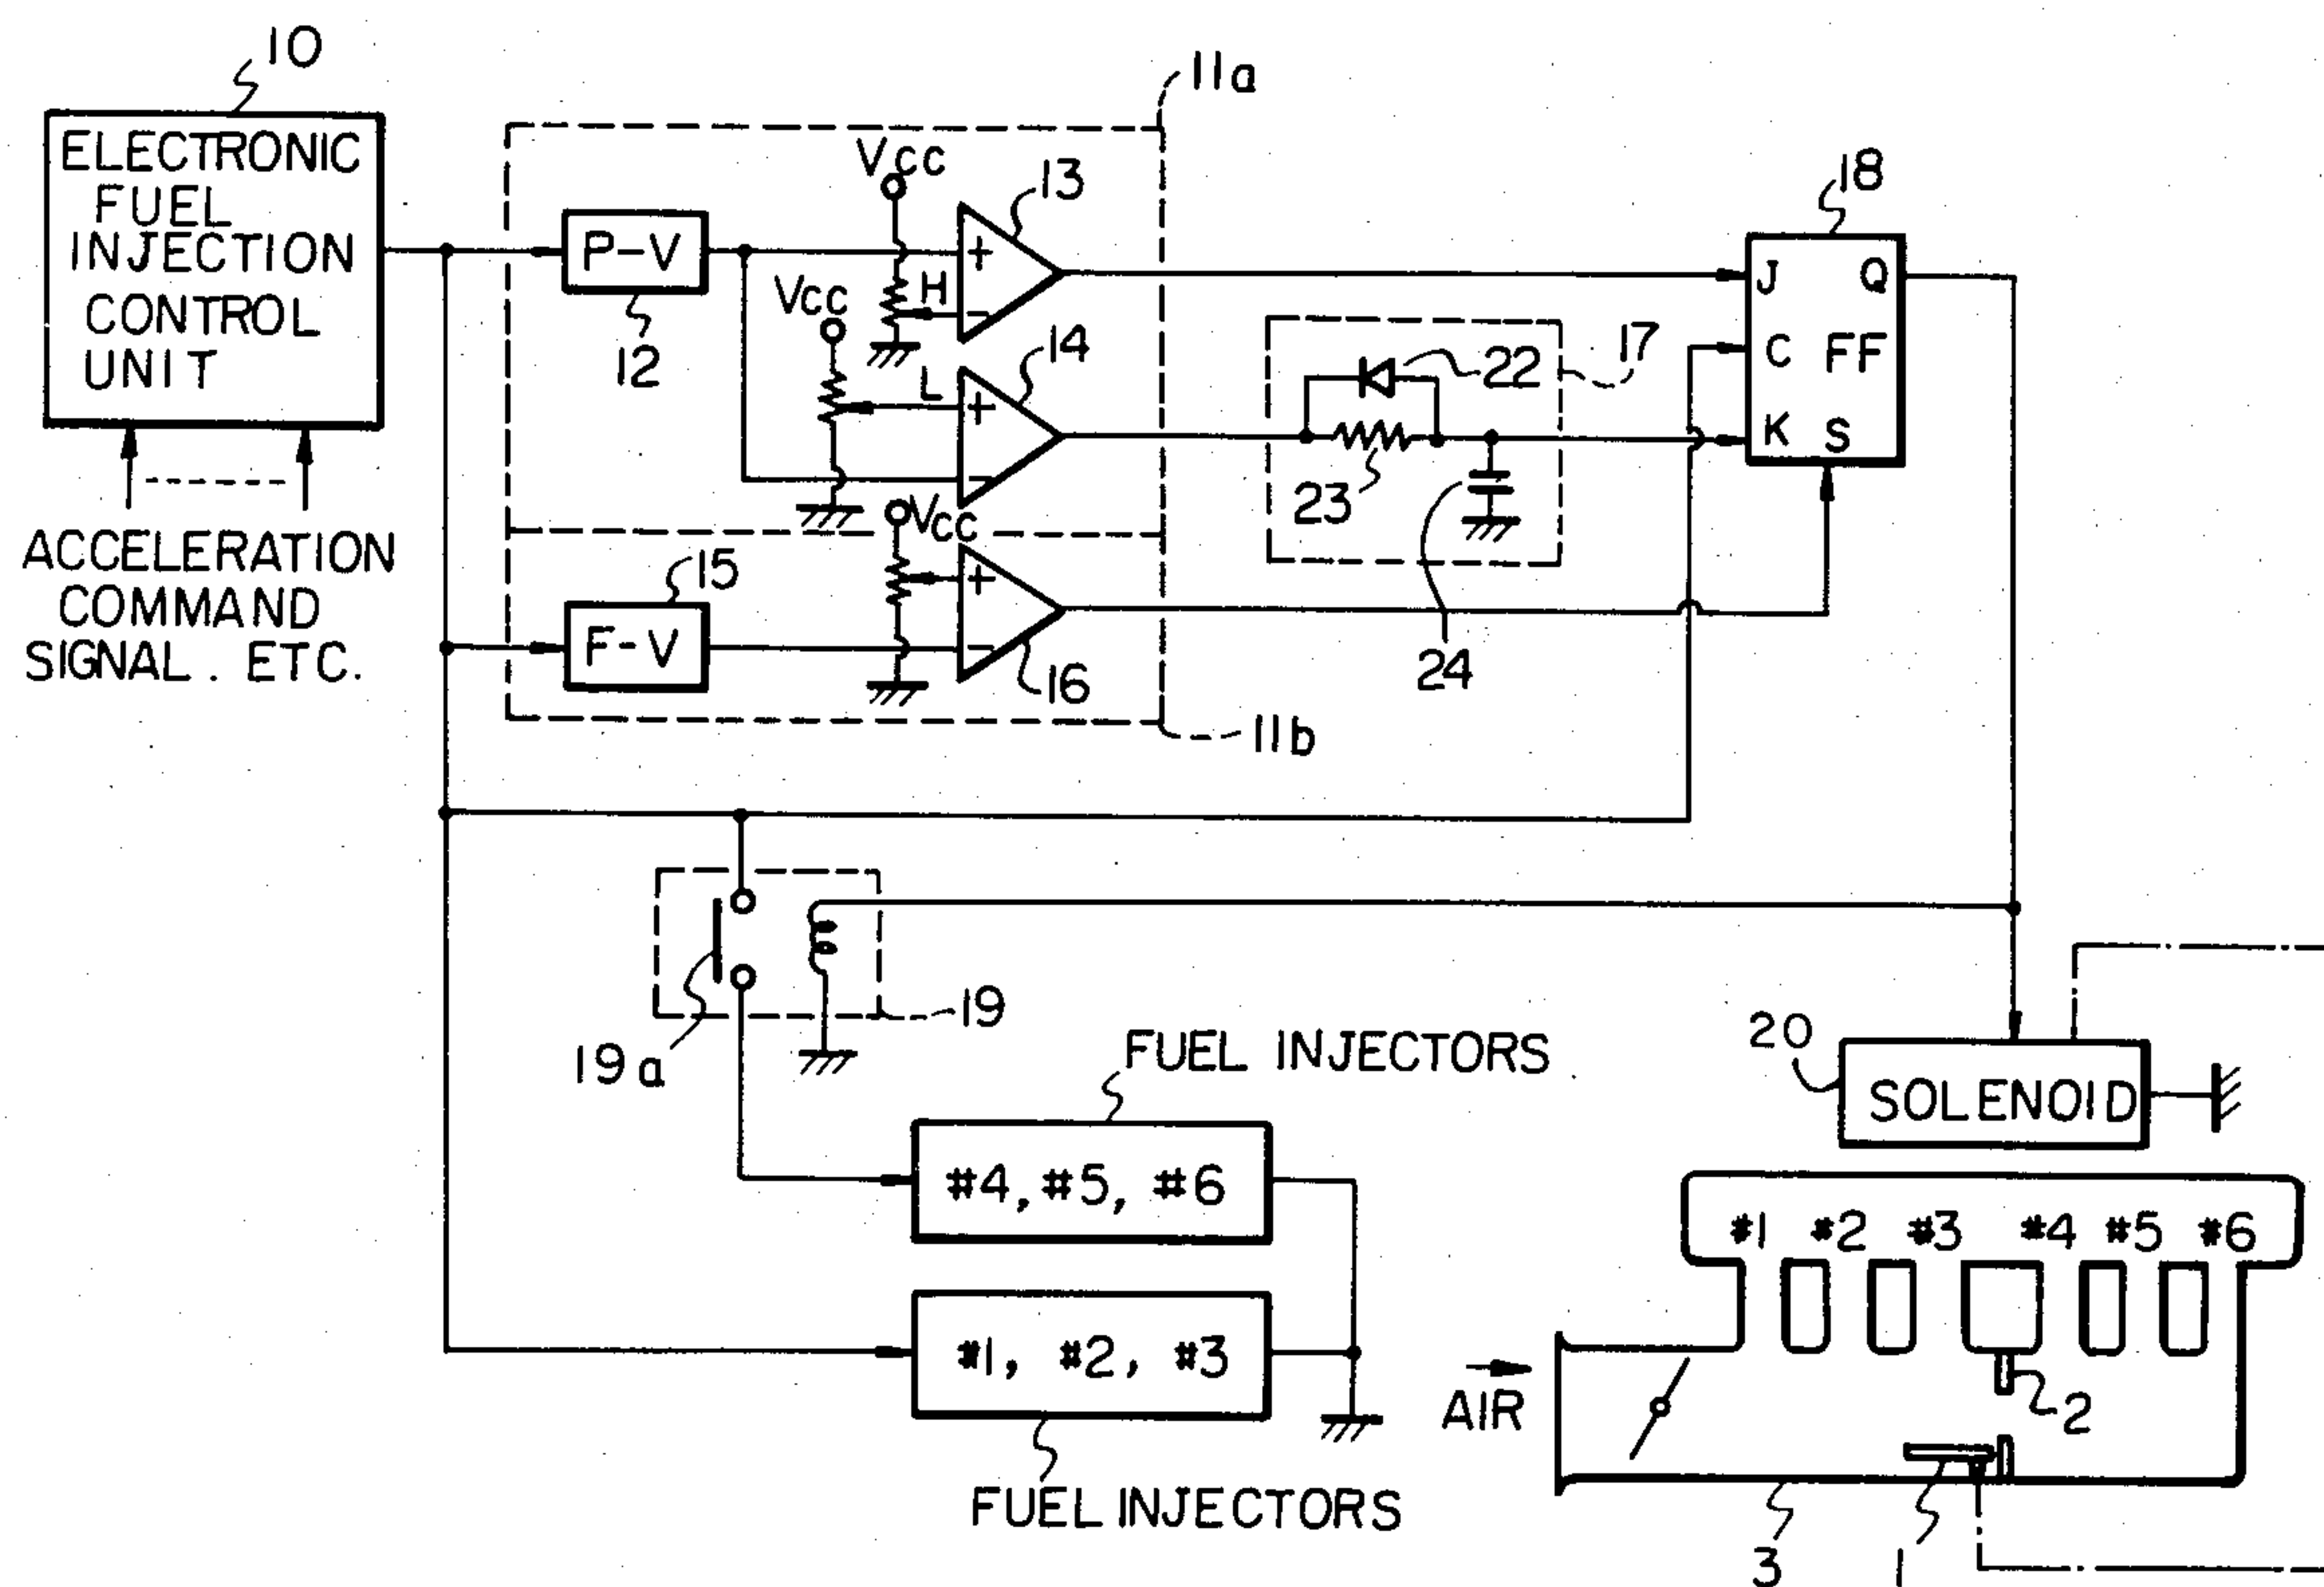 10
ELECTRONIC
FUEL
INJECTION
CONTROL
UNIT
ACCELERATION
COMMAND
SIGNAL. ETC.
11a
P-V
12
VCC
H
+
-
13
VCC
L
+
-
14
VCC
+
-
16
F-V
15
11b
22
17
23
24
18
J Q
C FF
K S
19a
19
FUEL INJECTORS
#4, #5, #6
#1, #2, #3
FUEL INJECTORS
20
SOLENOID
#1 #2 #3 #4 #5 #6
AIR
2
3
1